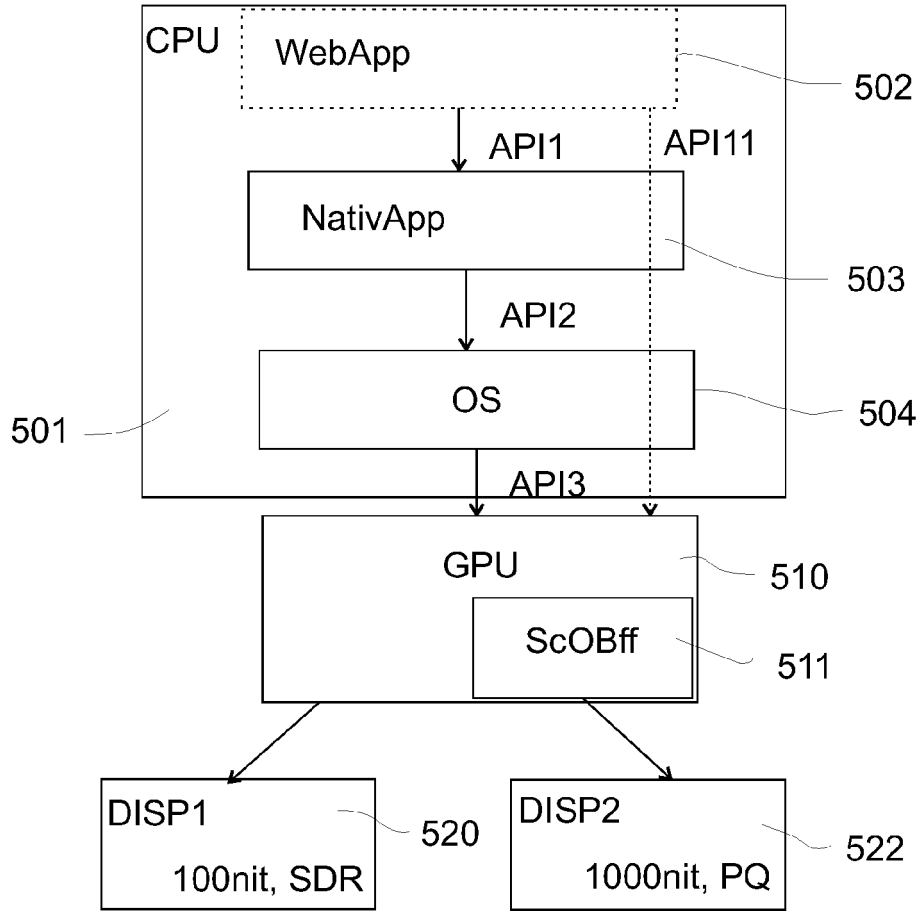 CPU
WebApp
502
API1
API11
NativApp
503
API2
OS
504
501
API3
GPU
510
ScOBff
511
DISP1
520
100nit, SDR
DISP2
522
1000nit, PQ